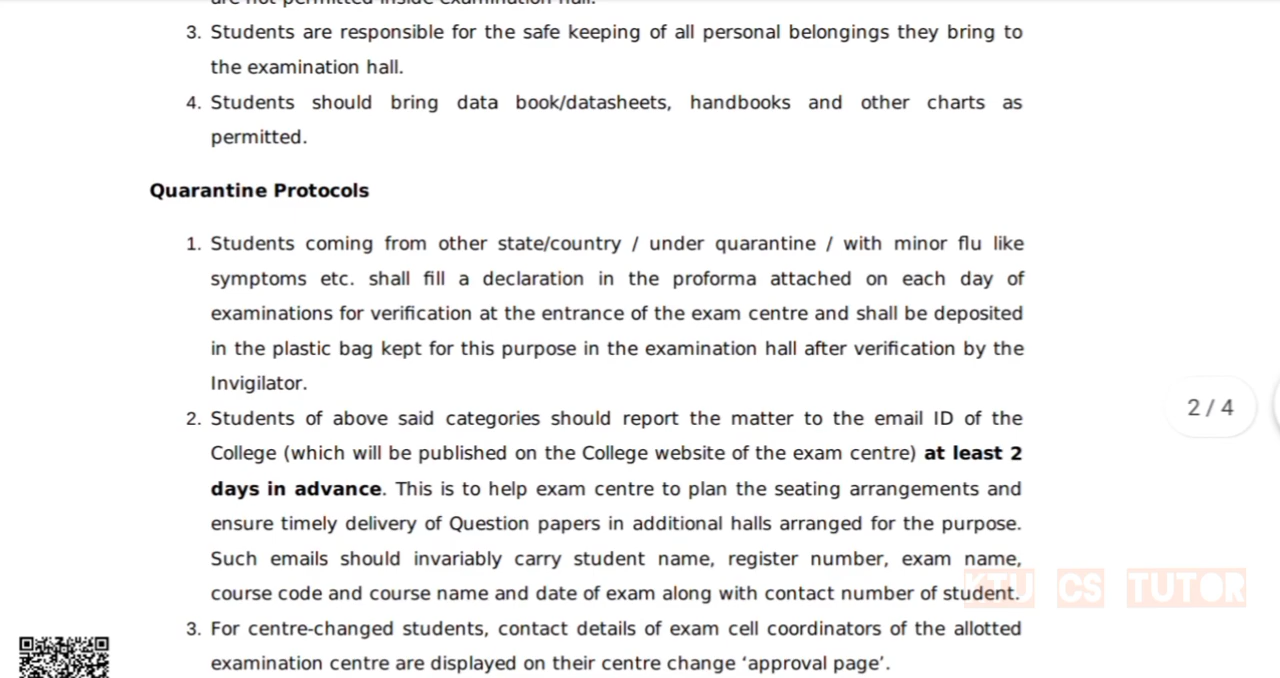 are not permitted inside examination hall.
3. Students are responsible for the safe keeping of all personal belongings they bring to
the examination hall.
4. Students should bring data book/datasheets, handbooks and other charts as
permitted.
Quarantine Protocols
1. Students coming from other state/country / under quarantine / with minor flu like
symptoms etc. shall fill a declaration in the proforma attached on each day of
examinations for verification at the entrance of the exam centre and shall be deposited
in the plastic bag kept for this purpose in the examination hall after verification by the
Invigilator.
2. Students of above said categories should report the matter to the email ID of the
College (which will be published on the College website of the exam centre) at least 2
days in advance. This is to help exam centre to plan the seating arrangements and
ensure timely delivery of Question papers in additional halls arranged for the purpose.
Such emails should invariably carry student name, register number, exam name,
course code and course name and date of exam along with contact number of student.
3. For centre-changed students, contact details of exam cell coordinators of the allotted
examination centre are displayed on their centre change ‘approval page’.
2 / 4
KTU CS TUTOR